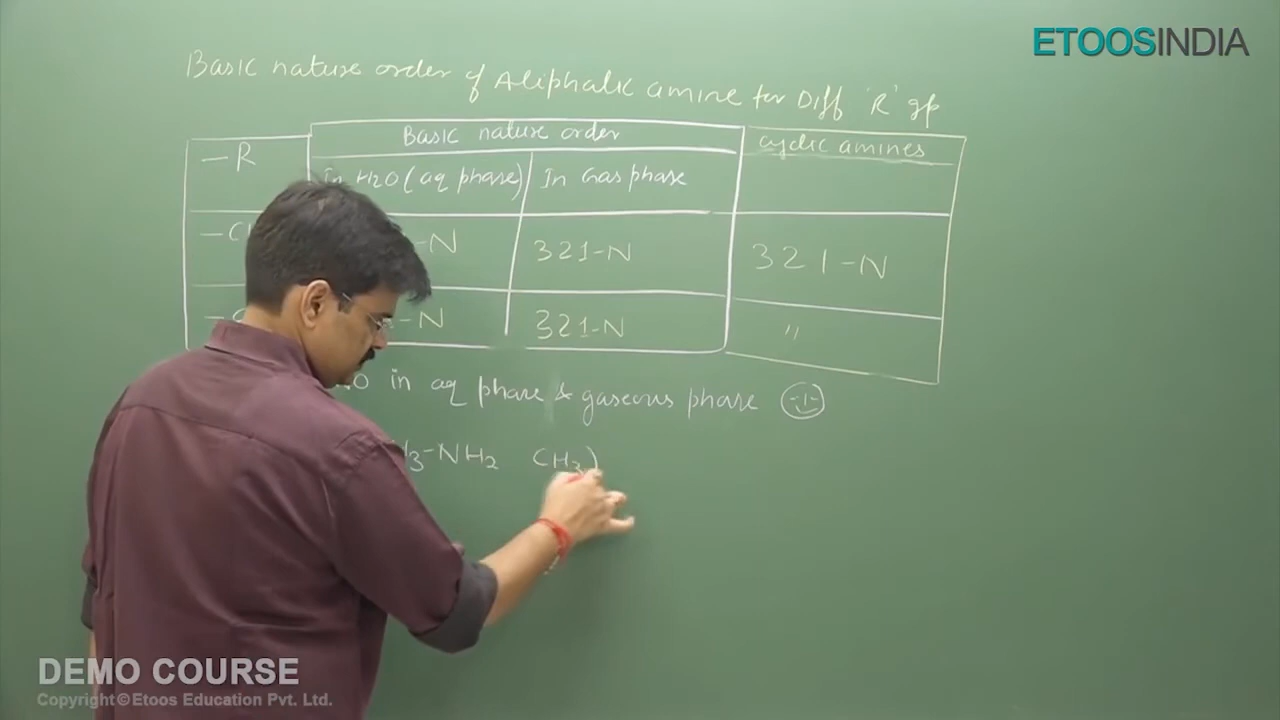 ETOOSINDIA
Basic nature order of Aliphatic amine for Diff 'R' gp
-R
Basic nature order
cyclic amines
In H2O (aq phase)
In Gas phase
-N
321-N
321-N
-N
321-N
"
in aq phase & gaseous phase
3-NH2 CH3)
DEMO COURSE
Copyright © Etoos Education Pvt. Ltd.